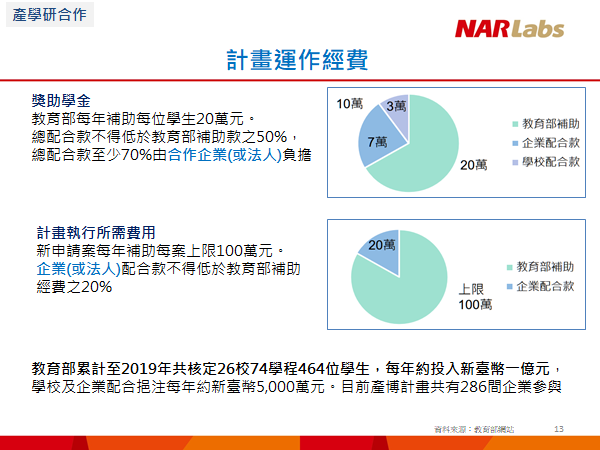 產學研合作
NARLabs
計畫運作經費
獎助學金
教育部每年補助每位學生20萬元。
總配合款不得低於教育部補助款之50%，
總配合款至少70%由合作企業(或法人)負擔
10萬
3萬
7萬
20萬
教育部補助
企業配合款
學校配合款
計畫執行所需費用
新申請案每年補助每案上限100萬元。
企業(或法人)配合款不得低於教育部補助
經費之20%
20萬
上限
100萬
教育部補助
企業配合款
教育部累計至2019年共核定26校74學程464位學生，每年約投入新臺幣一億元，
學校及企業配合挹注每年約新臺幣5,000萬元。目前產博計畫共有286間企業參與
資料來源：教育部網站
13